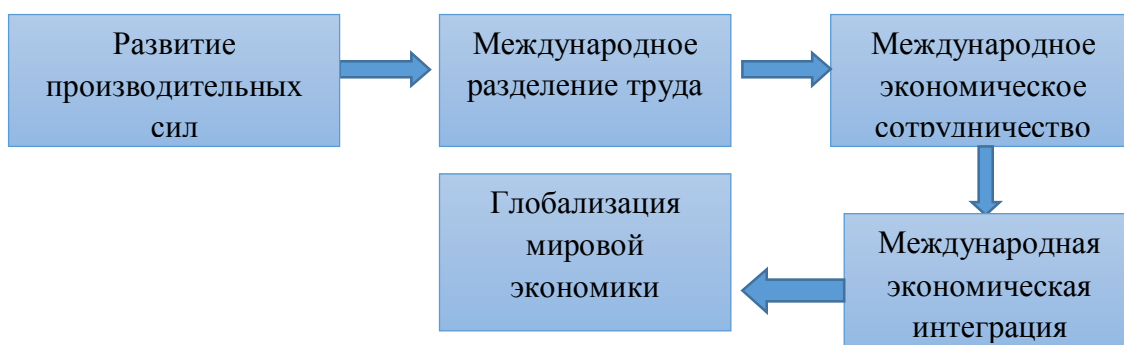 Развитие
производительных
сил
Международное
разделение труда
Международное
экономическое
сотрудничество
Глобализация
мировой
экономики
Международная
экономическая
интеграция